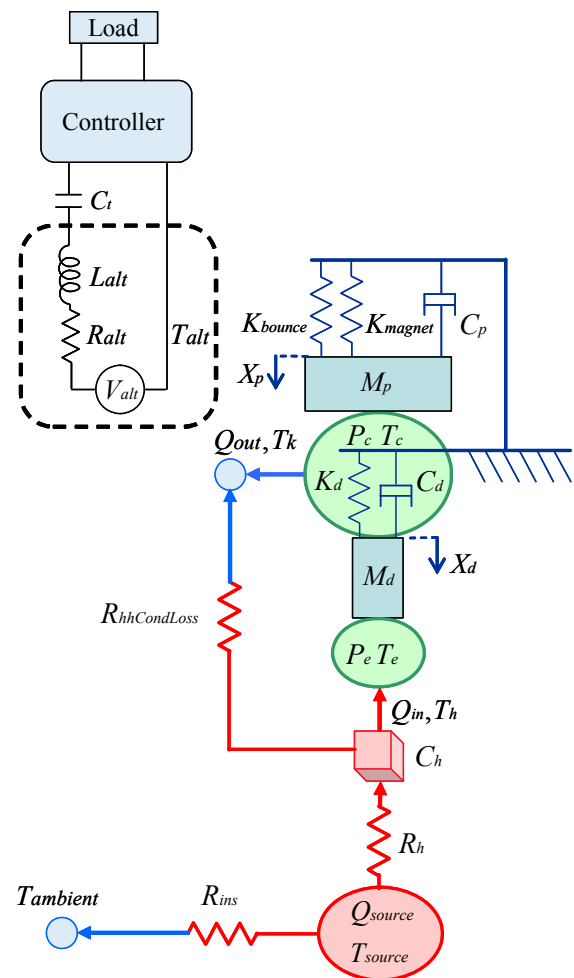 Load
Controller
Ct
Lalt
Ralt
Talt
Valt
Kbounce
Kmagnet
Cp
Xp
Mp
Qout, Tk
Pc Tc
Kd
Cd
Md
Xd
RhhCondLoss
Pe Te
Qin, Th
Ch
Rh
Tambient
Rins
Qsource
Tsource